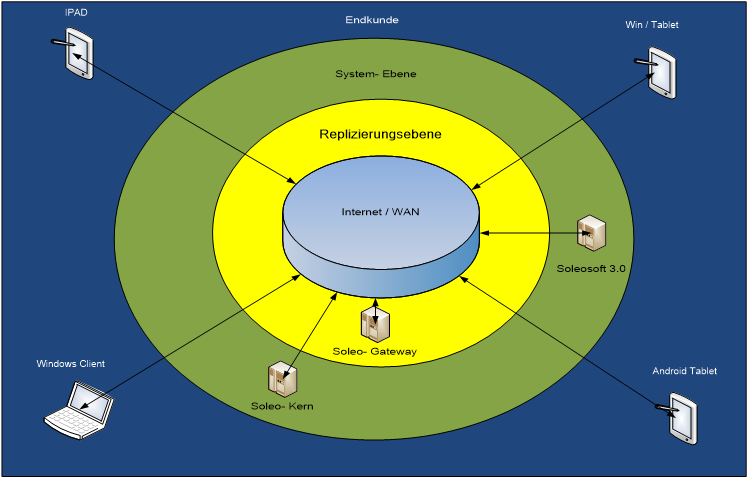 IPAD
Endkunde
Win / Tablet
System- Ebene
Replizierungsebene
Internet / WAN
Soleosoft 3.0
Soleo- Gateway
Windows Client
Android Tablet
Soleo- Kern